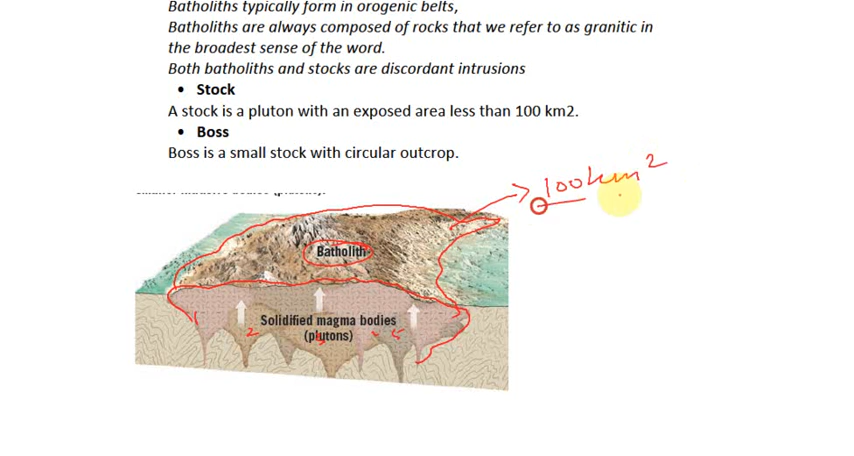 Batholiths typically form in orogenic belts,
Batholiths are always composed of rocks that we refer to as granitic in
the broadest sense of the word.
Both batholiths and stocks are discordant intrusions
• Stock
A stock is a pluton with an exposed area less than 100 km2.
• Boss
Boss is a small stock with circular outcrop.
100km²
Batholith
Solidified magma bodies
(plutons)
2